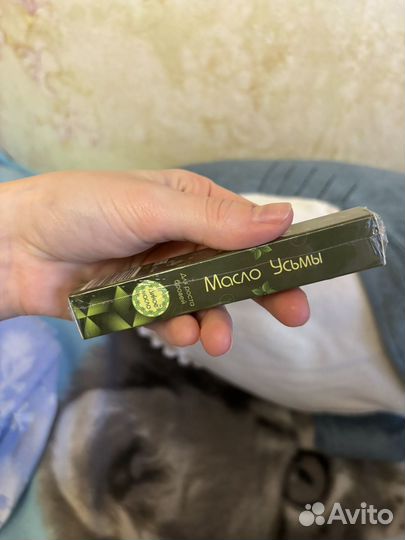 Масло Усьмы
Для роста
бровей
Avito